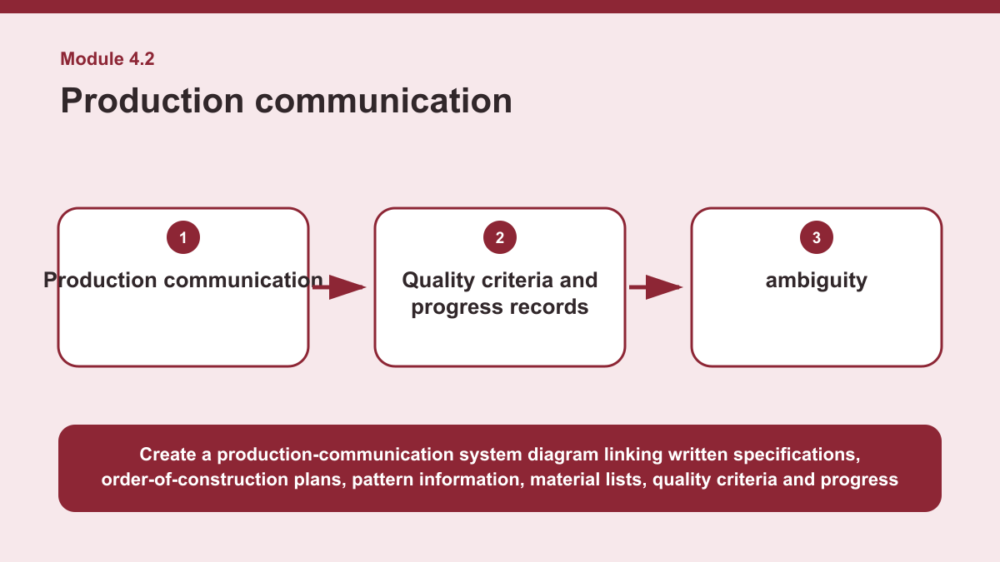 Module 4.2
Production communication
1
Production communication
2
Quality criteria and
progress records
3
ambiguity
Create a production-communication system diagram linking written specifications,
order-of-construction plans, pattern information, material lists, quality criteria and progress